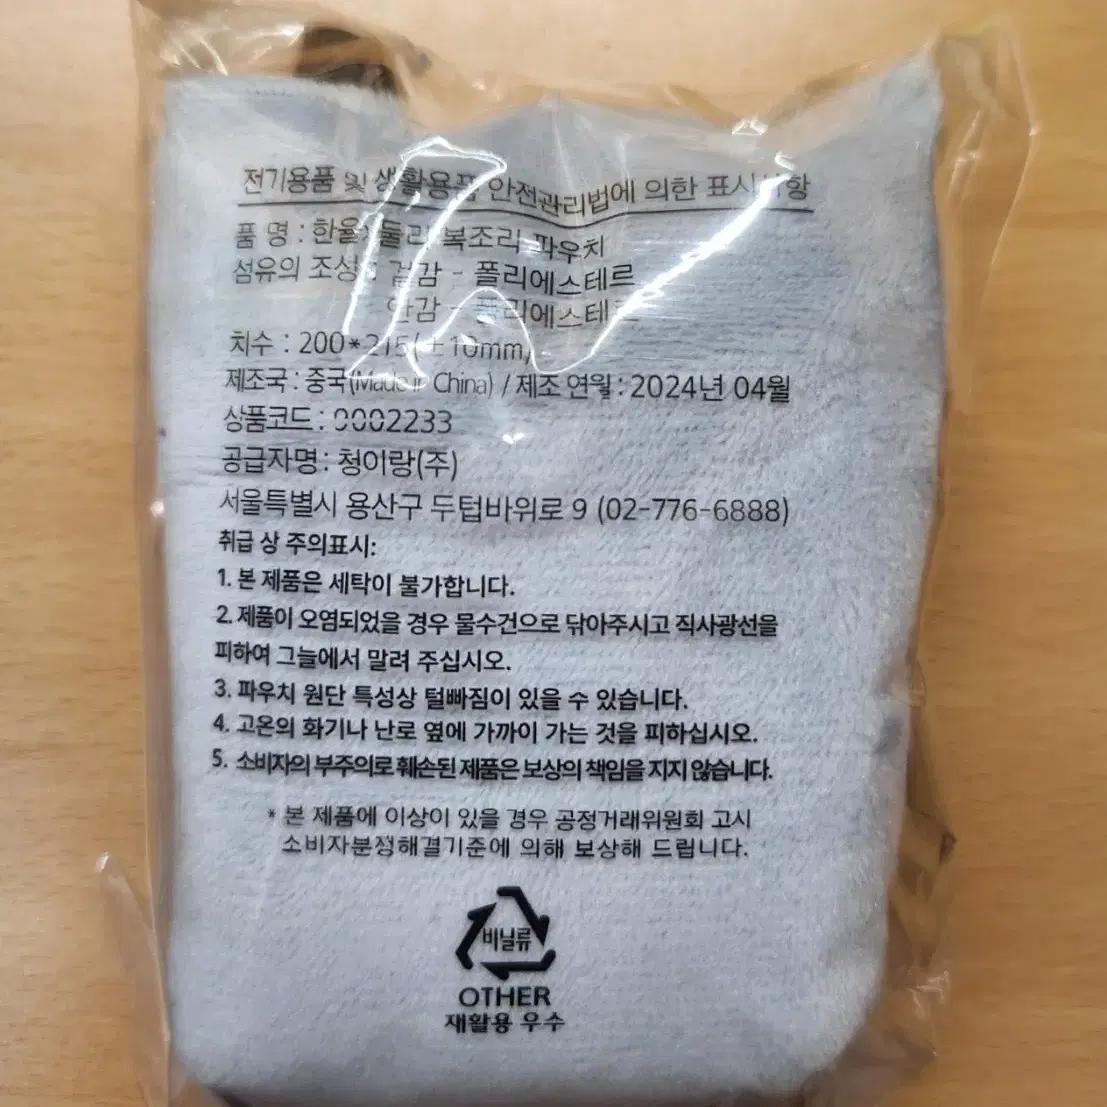 전기용품 및 생활용품 안전관리법에 의한 표시사항
품 명 : 한율x둘리 복조리 파우치
섬유의 조성 : 겉감 - 폴리에스테르
안감 - 폴리에스테르
치수 : 200*215(±10mm)
제조국 : 중국(Made in China) / 제조 연월 : 2024년 04월
상품코드 : 0002233
공급자명 : 청이랑(주)
서울특별시 용산구 두텁바위로 9 (02-776-6888)
취급 상 주의표시:
1. 본 제품은 세탁이 불가합니다.
2. 제품이 오염되었을 경우 물수건으로 닦아주시고 직사광선을
피하여 그늘에서 말려 주십시오.
3. 파우치 원단 특성상 털빠짐이 있을 수 있습니다.
4. 고온의 화기나 난로 옆에 가까이 가는 것을 피하십시오.
5. 소비자의 부주의로 훼손된 제품은 보상의 책임을 지지 않습니다.
* 본 제품에 이상이 있을 경우 공정거래위원회 고시
소비자분쟁해결기준에 의해 보상해 드립니다.
비닐류
OTHER
재활용 우수